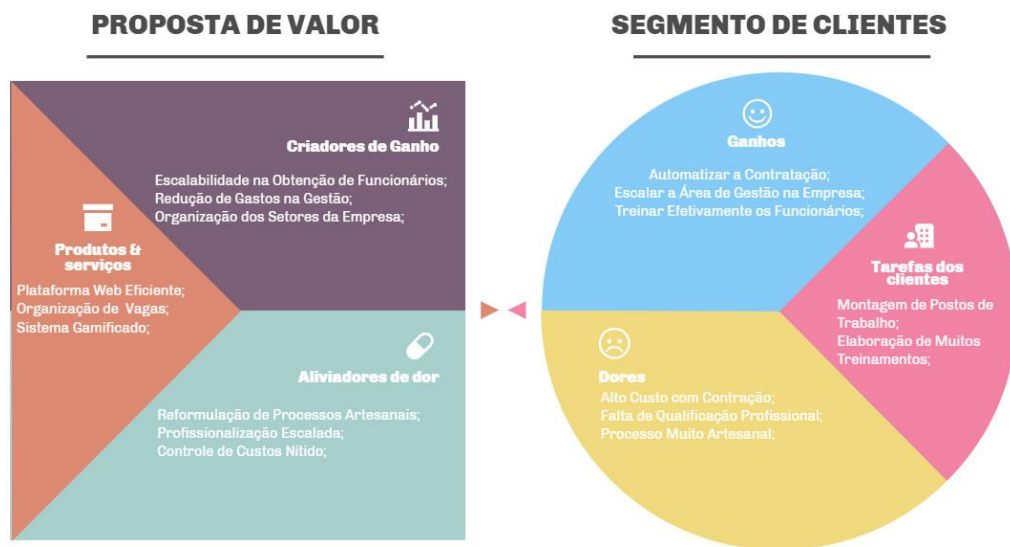 PROPOSTA DE VALOR
Criadores de Ganho
Escalabilidade na Obtenção de Funcionários;
Redução de Gastos na Gestão;
Organização dos Setores da Empresa;
Produtos &
serviços
Plataforma Web Eficiente;
Organização de Vagas;
Sistema Gamificado;
Aliviadores de dor
Reformulação de Processos Artesanais;
Profissionalização Escalada;
Controle de Custos Nítido;
SEGMENTO DE CLIENTES
Ganhos
Automatizar a Contratação;
Escalar a Área de Gestão na Empresa;
Treinar Efetivamente os Funcionários;
Tarefas dos
clientes
Montagem de Postos de
Trabalho;
Elaboração de Muitos
Treinamentos;
Dores
Alto Custo com Contração;
Falta de Qualificação Profissional;
Processo Muito Artesanal;